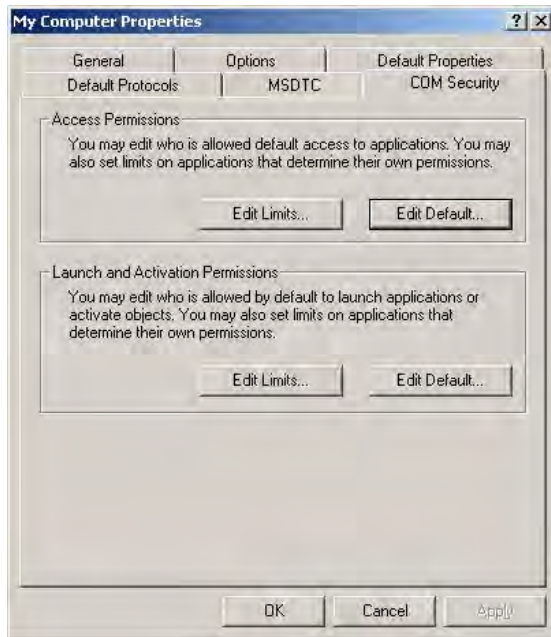 My Computer Properties
General Options Default Properties
Default Protocols MSDTC COM Security
Access Permissions
You may edit who is allowed default access to applications. You may
also set limits on applications that determine their own permissions.
Edit Limits... Edit Default...
Launch and Activation Permissions
You may edit who is allowed by default to launch applications or
activate objects. You may also set limits on applications that
determine their own permissions.
Edit Limits... Edit Default...
OK Cancel Apply